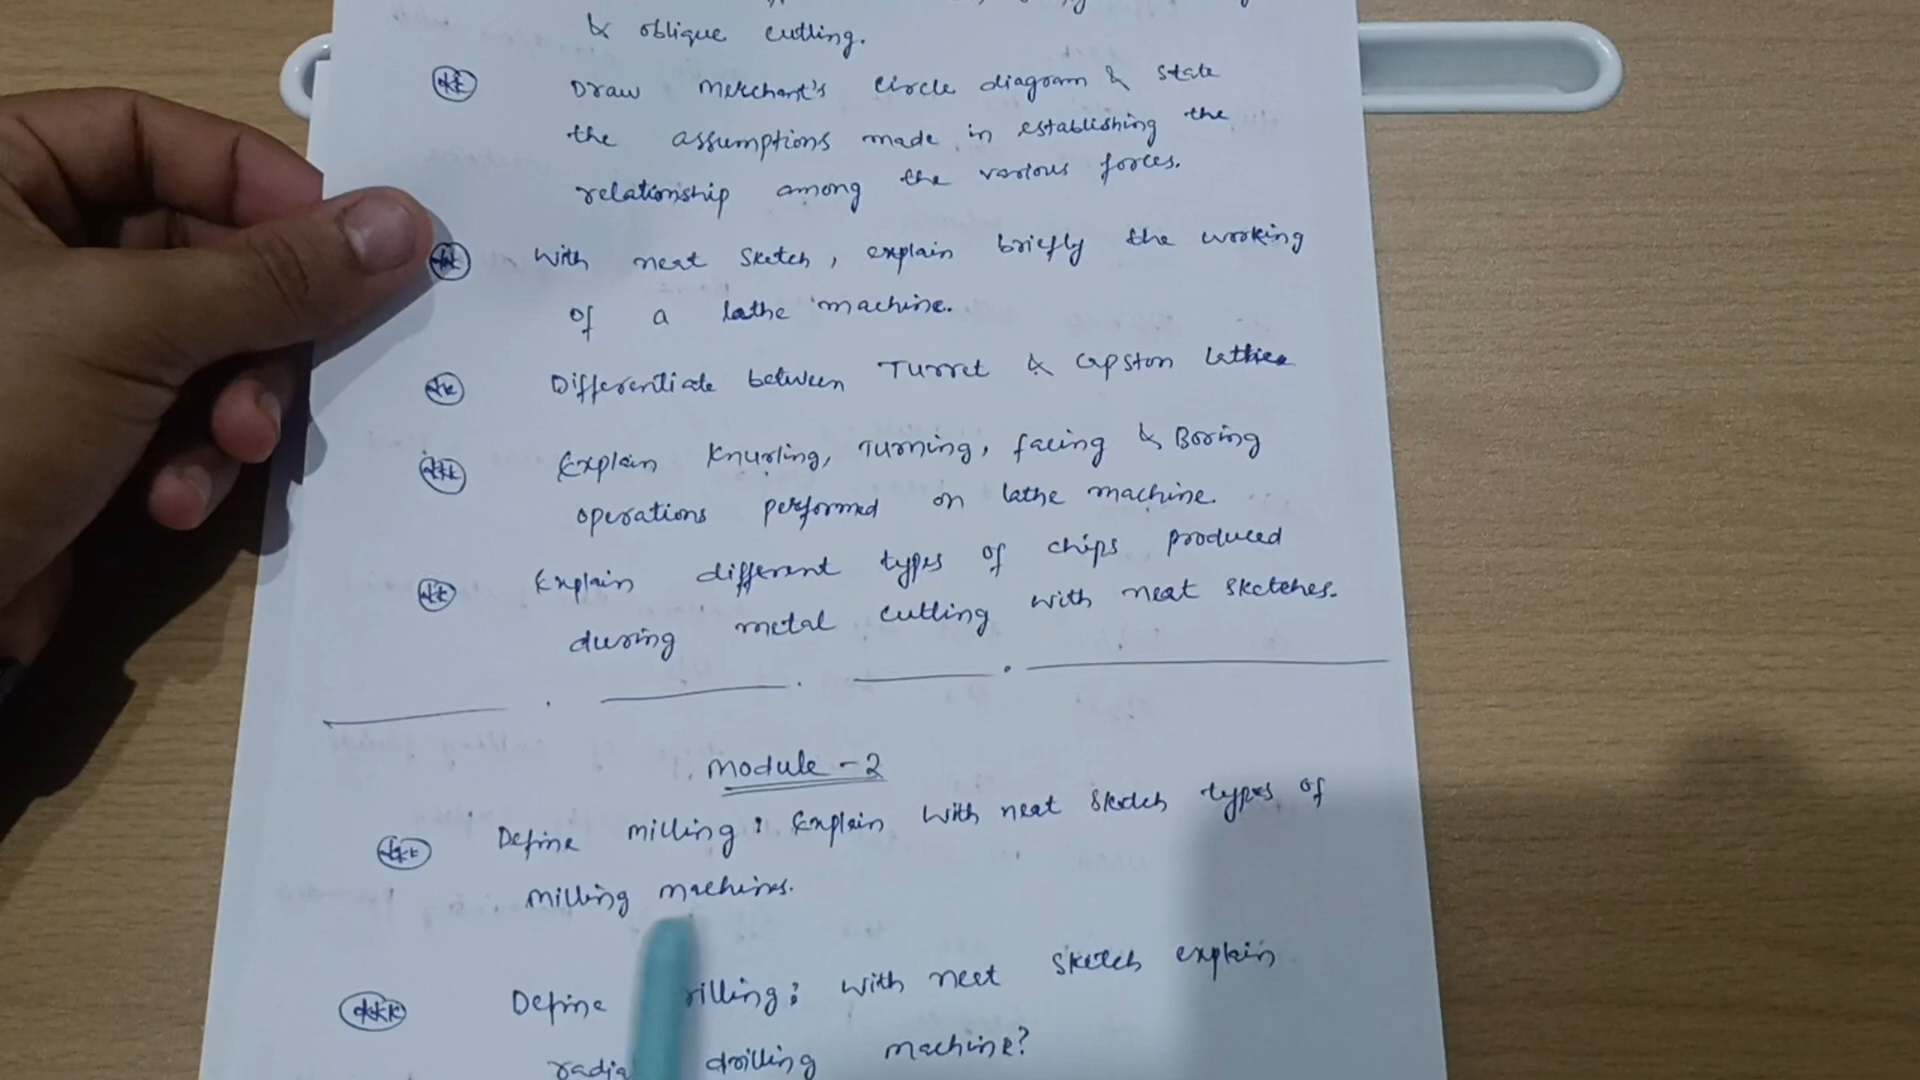 & oblique cutting.
** Draw Merchant's circle diagram & state
the assumptions made in establishing the
relationship among the various forces.
With neat sketch, explain briefly the working
of a lathe machine.
** Differentiate between Turret & Capston lathes
*** Explain Knurling, Turning, facing & Boring
operations performed on lathe machine.
** Explain different types of chips produced
during metal cutting with neat sketches.
Module - 2
*** Define milling: Explain with neat sketch types of
milling machines.
*** Define rilling: with neat sketch explain
radia drilling machine?